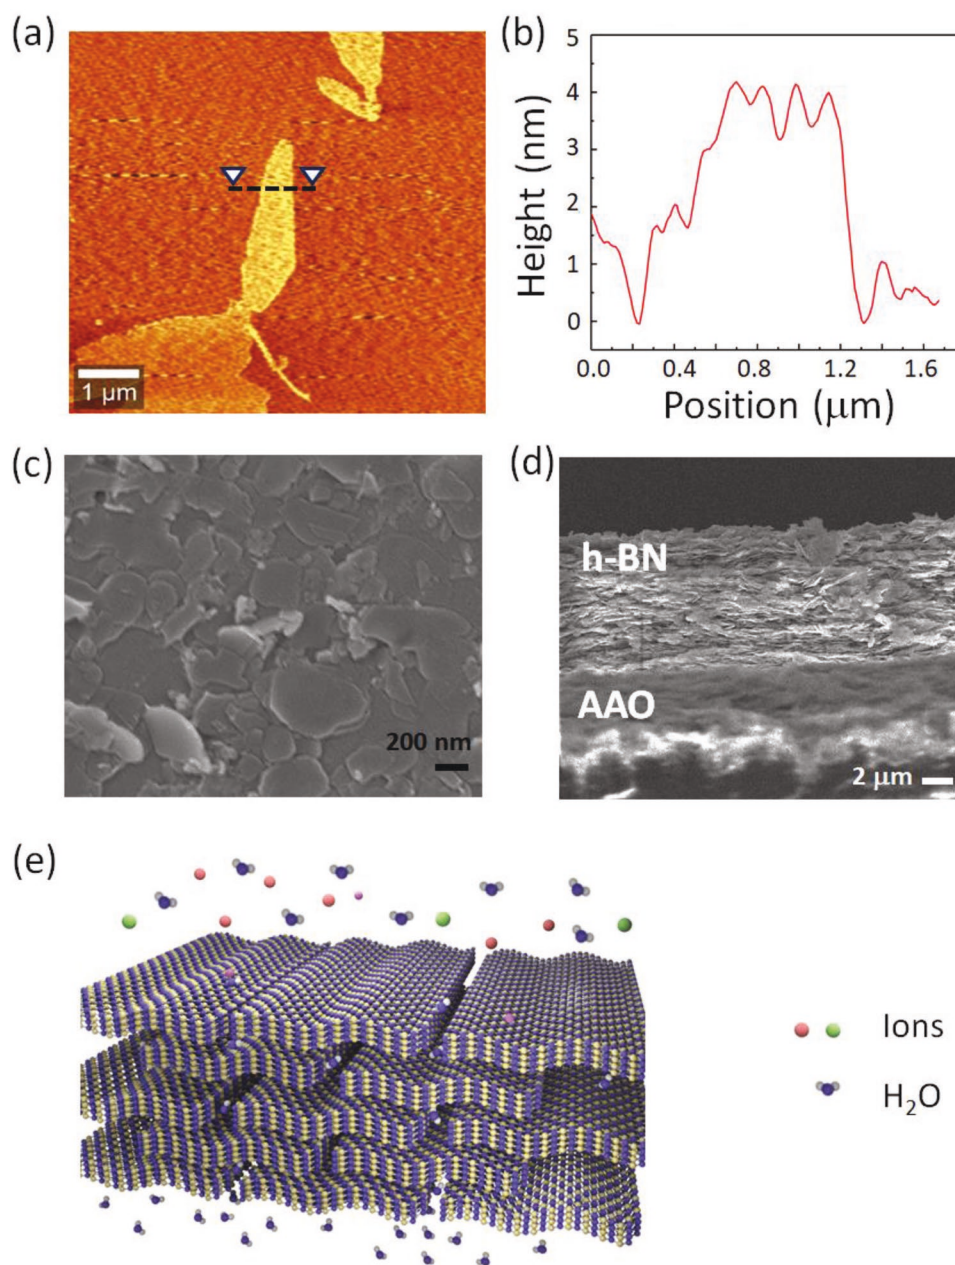 (a)
1 μm
(b)
Height (nm)
5
4
3
2
1
0
0.0 0.4 0.8 1.2 1.6
Position (μm)
(c)
200 nm
(d)
h-BN
AAO
2 μm
(e)
Ions
H₂O